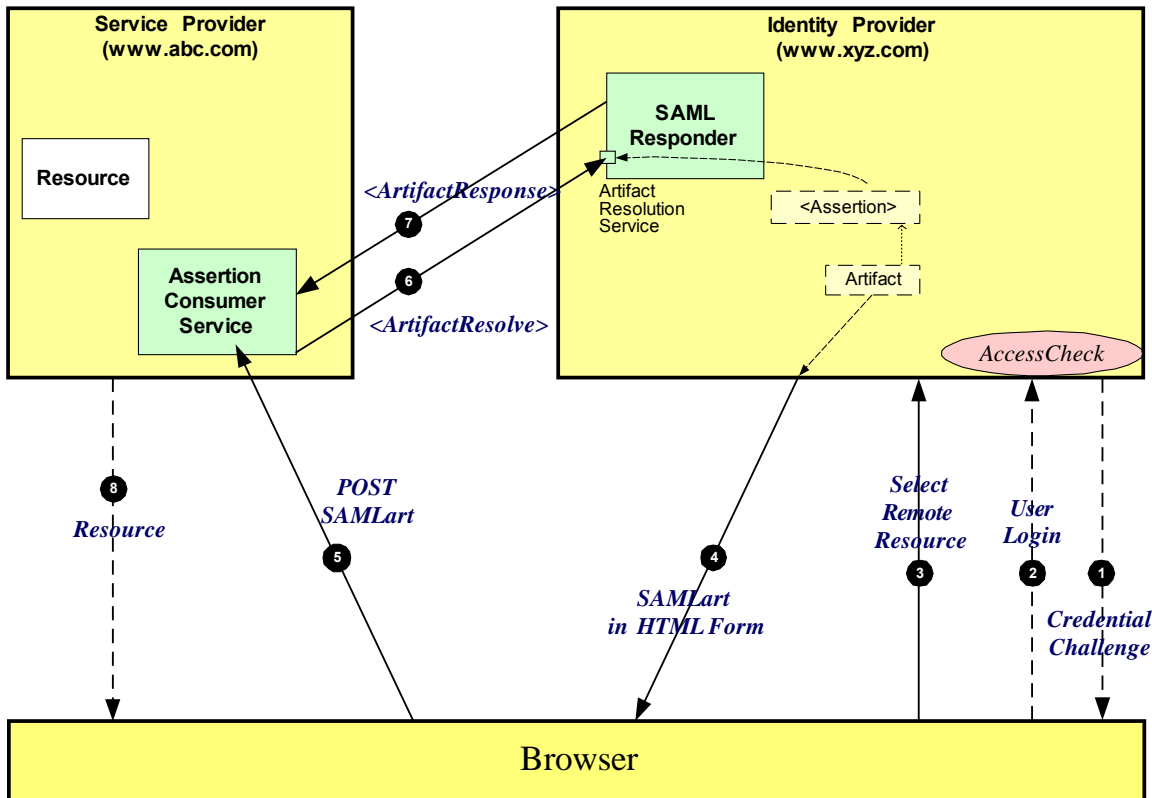 Service Provider
(www.abc.com)
Identity Provider
(www.xyz.com)
SAML
Responder
Resource
<ArtifactResponse>
Artifact
Resolution
Service
<Assertion>
7
Assertion
Consumer
Service
6
Artifact
<ArtifactResolve>
AccessCheck
8
Resource
POST
SAMLart
5
4
SAMLart
in HTML Form
Select
Remote
Resource
3
User
Login
2
1
Credential
Challenge
Browser